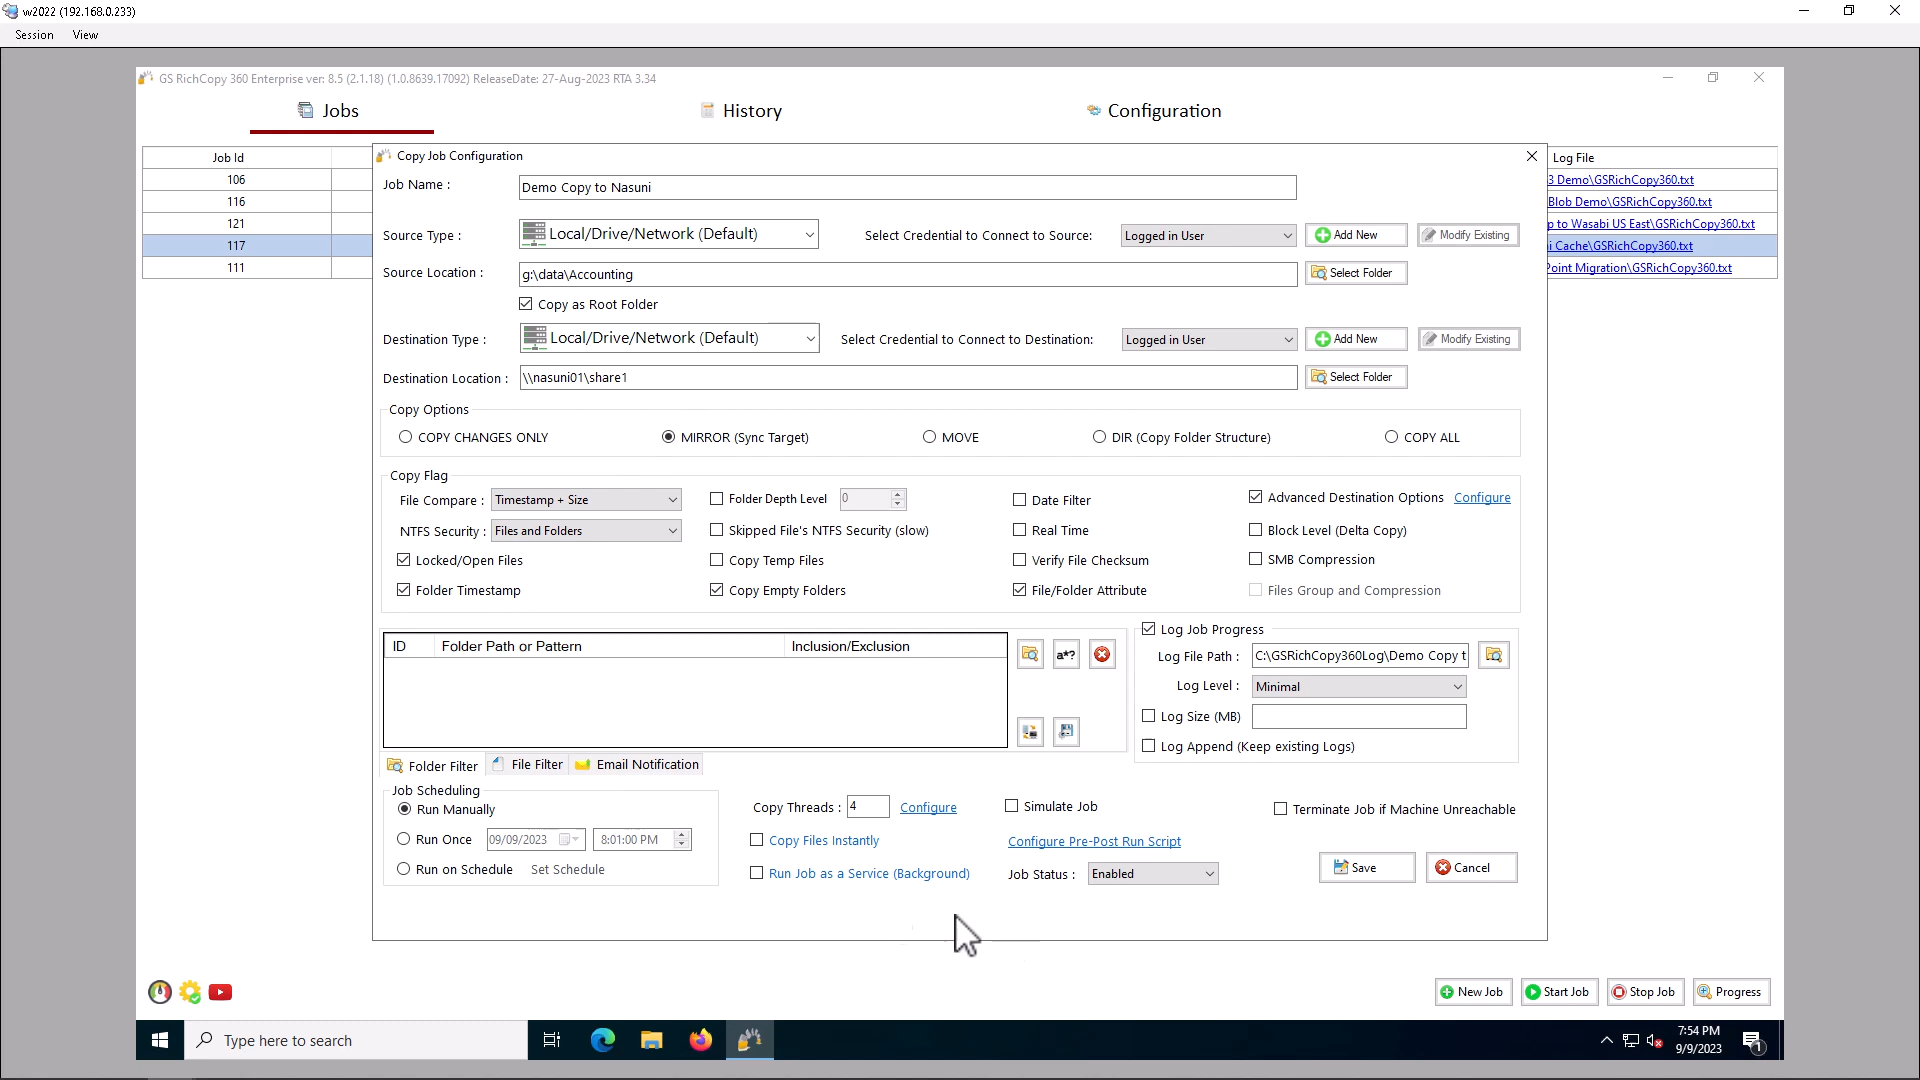 w2022 (192.168.0.233)
Session View
GS RichCopy 360 Enterprise ver: 8.5 (2.1.18) (1.0.8639.17092) ReleaseDate: 27-Aug-2023 RTA 3.34
Jobs History Configuration
Job Id Log File
106 3 Demo\GSRichCopy360.txt
116 Blob Demo\GSRichCopy360.txt
121 p to Wasabi US East\GSRichCopy360.txt
117 i Cache\GSRichCopy360.txt
111 Point Migration\GSRichCopy360.txt
Copy Job Configuration
Job Name : Demo Copy to Nasuni
Source Type : Local/Drive/Network (Default) Select Credential to Connect to Source: Logged in User Add New Modify Existing
Source Location : g:\data\Accounting Select Folder
Copy as Root Folder
Destination Type : Local/Drive/Network (Default) Select Credential to Connect to Destination: Logged in User Add New Modify Existing
Destination Location : \\nasuni01\share1 Select Folder
Copy Options
COPY CHANGES ONLY MIRROR (Sync Target) MOVE DIR (Copy Folder Structure) COPY ALL
Copy Flag
File Compare : Timestamp + Size Folder Depth Level 0 Date Filter Advanced Destination Options Configure
NTFS Security : Files and Folders Skipped File's NTFS Security (slow) Real Time Block Level (Delta Copy)
Locked/Open Files Copy Temp Files Verify File Checksum SMB Compression
Folder Timestamp Copy Empty Folders File/Folder Attribute Files Group and Compression
ID Folder Path or Pattern Inclusion/Exclusion
a*?
Log Job Progress
Log File Path : C:\GSRichCopy360Log\Demo Copy t
Log Level : Minimal
Log Size (MB)
Log Append (Keep existing Logs)
Folder Filter File Filter Email Notification
Job Scheduling
Run Manually
Run Once 09/09/2023 8:01:00 PM
Run on Schedule Set Schedule
Copy Threads : 4 Configure
Copy Files Instantly
Run Job as a Service (Background)
Simulate Job
Configure Pre-Post Run Script
Job Status : Enabled
Terminate Job if Machine Unreachable
Save Cancel
New Job Start Job Stop Job Progress
Type here to search
7:54 PM
9/9/2023
1